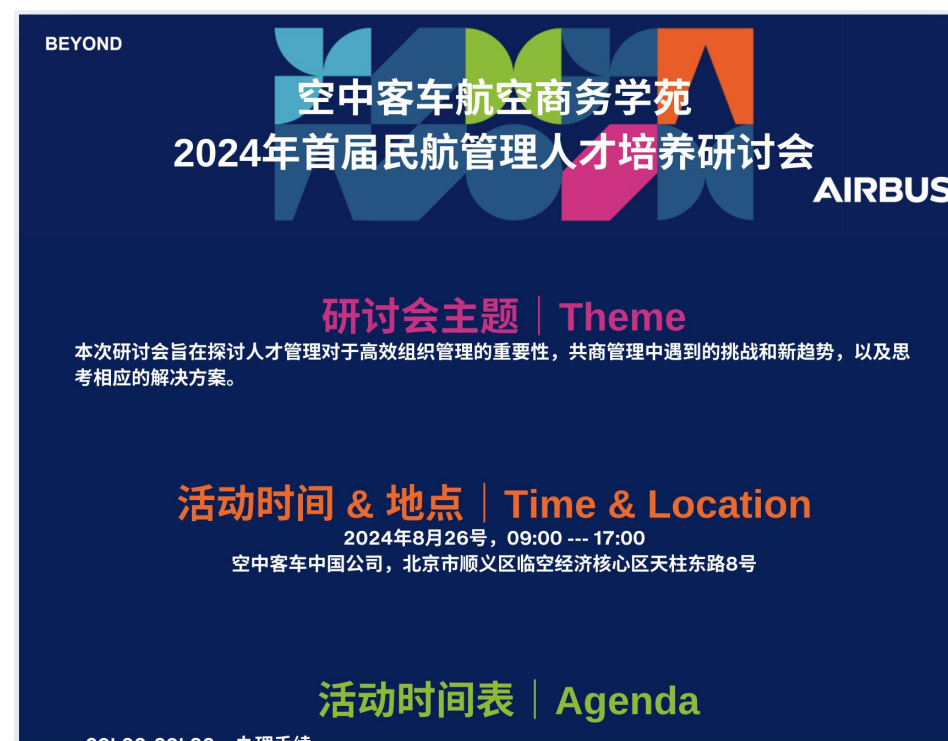 BEYOND
空中客车航空商务学苑
2024年首届民航管理人才培养研讨会
AIRBUS
研讨会主题｜Theme
本次研讨会旨在探讨人才管理对于高效组织管理的重要性，共商管理中遇到的挑战和新趋势，以及思
考相应的解决方案。
活动时间 & 地点｜Time & Location
2024年8月26号，09:00 --- 17:00
空中客车中国公司，北京市顺义区临空经济核心区天柱东路8号
活动时间表｜Agenda